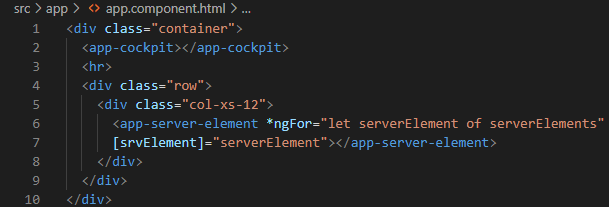 src > app > <> app.component.html > ...
1 <div class="container">
2 <app-cockpit></app-cockpit>
3 <hr>
4 <div class="row">
5 <div class="col-xs-12">
6 <app-server-element *ngFor="let serverElement of serverElements"
7 [srvElement]="serverElement"></app-server-element>
8 </div>
9 </div>
10 </div>